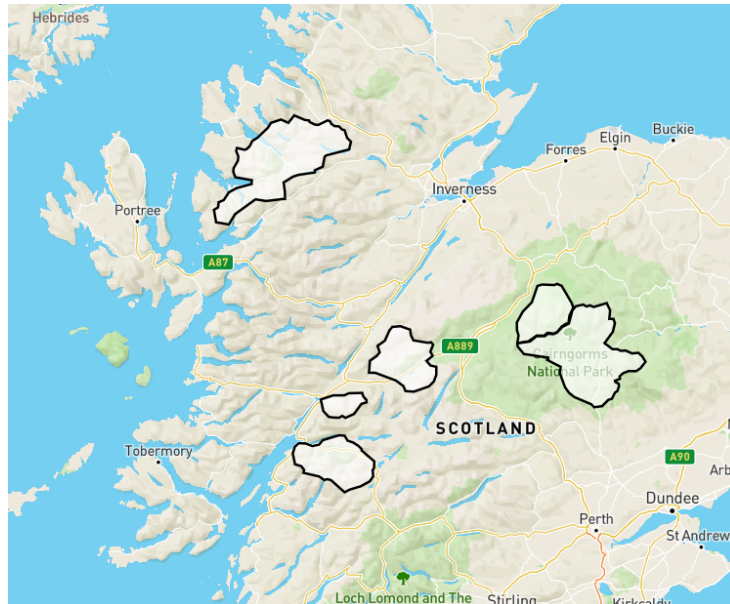 Hebrides
Buckie
Elgin
Forres
Inverness
Portree
A87
A889
Cairngorms
National Park
SCOTLAND
Tobermory
A90
Arb
Dundee
Perth
St Andrew
Loch Lomond and The
Stirling
Kirkcaldy